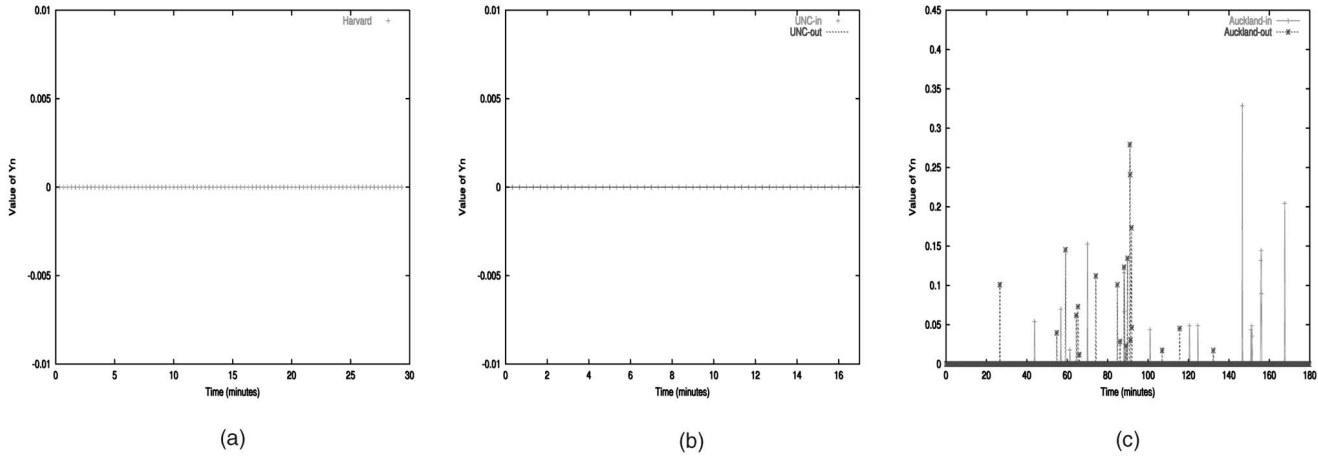 0.01
0.005
0
-0.005
-0.01
Value of Yn
Harvard
0 5 10 15 20 25 30
Time (minutes)
(a)
0.01
0.005
0
-0.005
-0.01
Value of Yn
UNC-in
UNC-out
0 2 4 6 8 10 12 14 16
Time (minutes)
(b)
0.45
0.4
0.35
0.3
0.25
0.2
0.15
0.1
0.05
0
Value of Yn
Auckland-in
Auckland-out
0 20 40 60 80 100 120 140 160 180
Time (minutes)
(c)